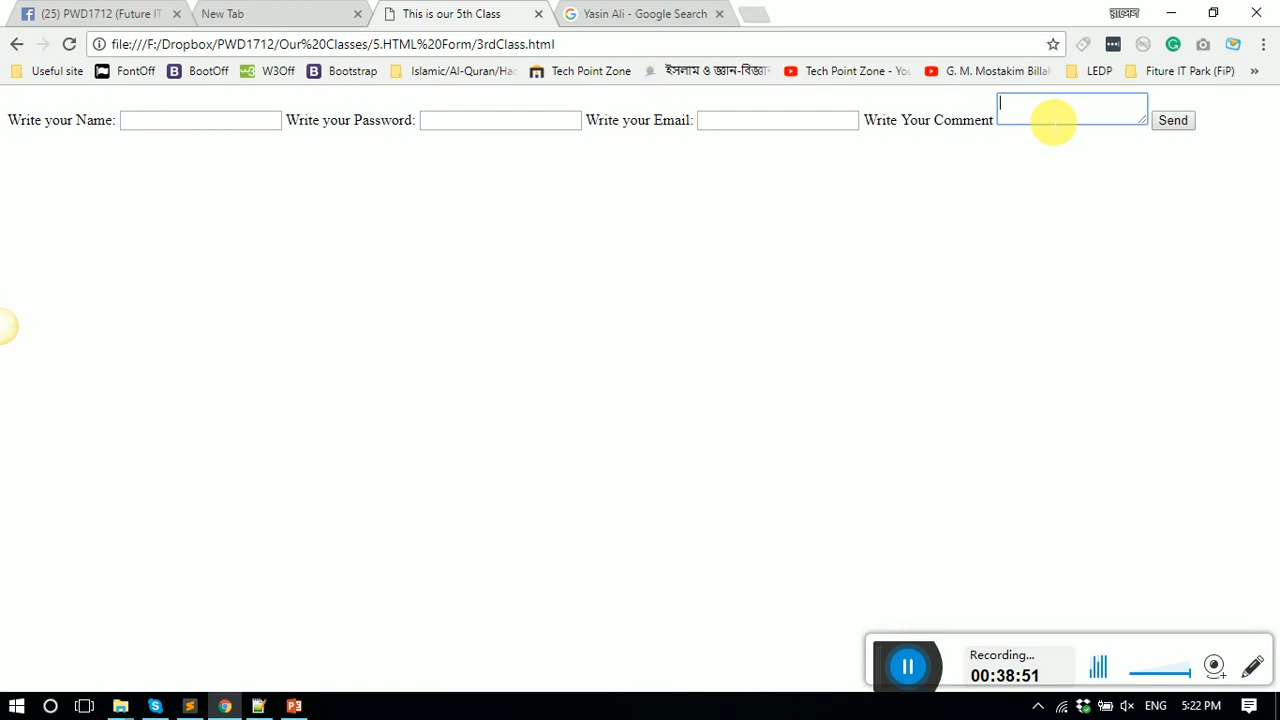 (25) PWD1712 (Future IT
New Tab
This is our 5th Class
Yasin Ali - Google Search
file:///F:/Dropbox/PWD1712/Our%20Classes/5.HTML%20Form/3rdClass.html
Useful site
FontOff
BootOff
W3Off
Bootstrap
Islamic/Al-Quran/Ha
Tech Point Zone
ইসলাম ও জ্ঞান-বিজ্ঞা
Tech Point Zone - You
G. M. Mostakim Billa
LEDP
Fiture IT Park (FiP)
Write your Name: Write your Password: Write your Email: Write Your Comment Send
Recording...
00:38:51
ENG 5:22 PM